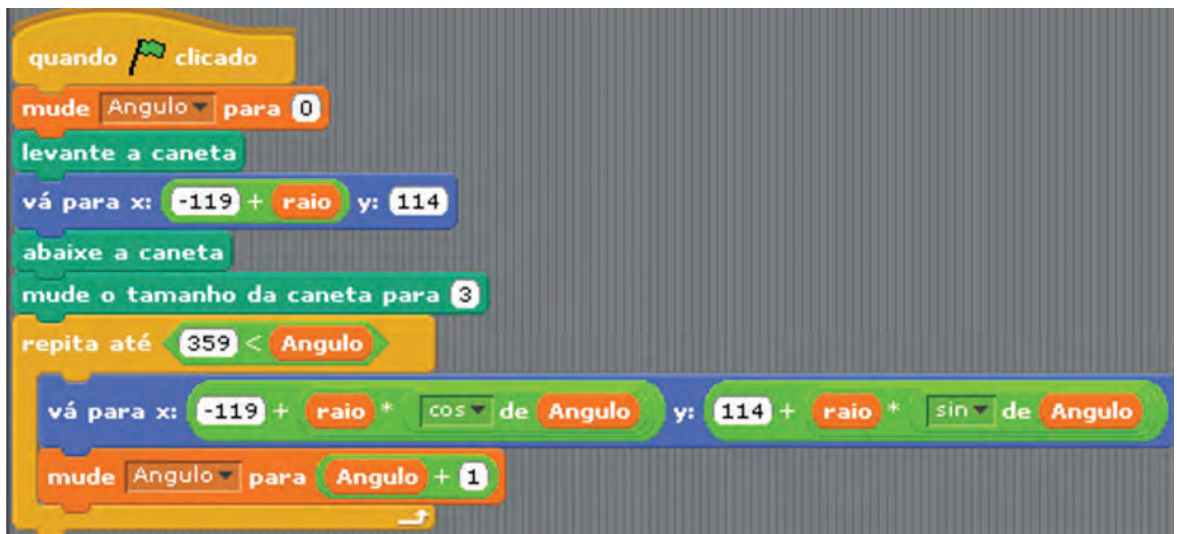 quando clicado
mude Angulo para 0
levante a caneta
vá para x: -119 + raio y: 114
abaixe a caneta
mude o tamanho da caneta para 3
repita até 359 < Angulo
vá para x: -119 + raio * cos de Angulo y: 114 + raio * sin de Angulo
mude Angulo para Angulo + 1